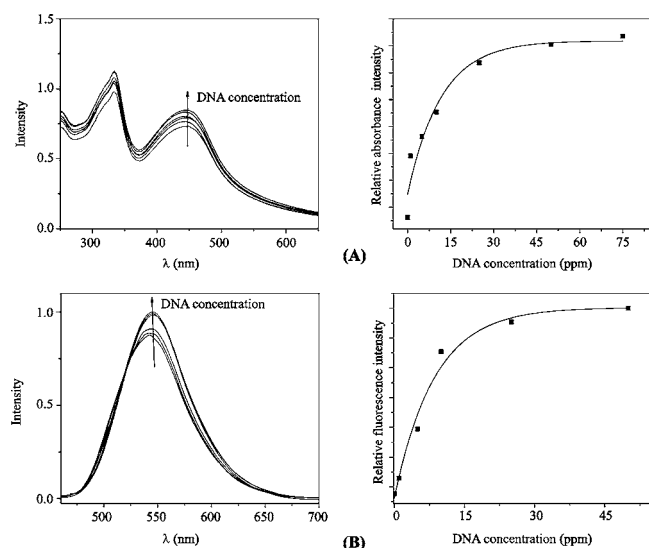 1.5
1.0
0.5
0.0
Intensity
DNA concentration
300
400
500
600
λ (nm)
Relative absorbance intensity
0
15
30
45
60
75
DNA concentration (ppm)
(A)
1.0
0.5
0.0
Intensity
DNA concentration
500
550
600
650
700
λ (nm)
Relative fluorescence intensity
0
15
30
45
DNA concentration (ppm)
(B)